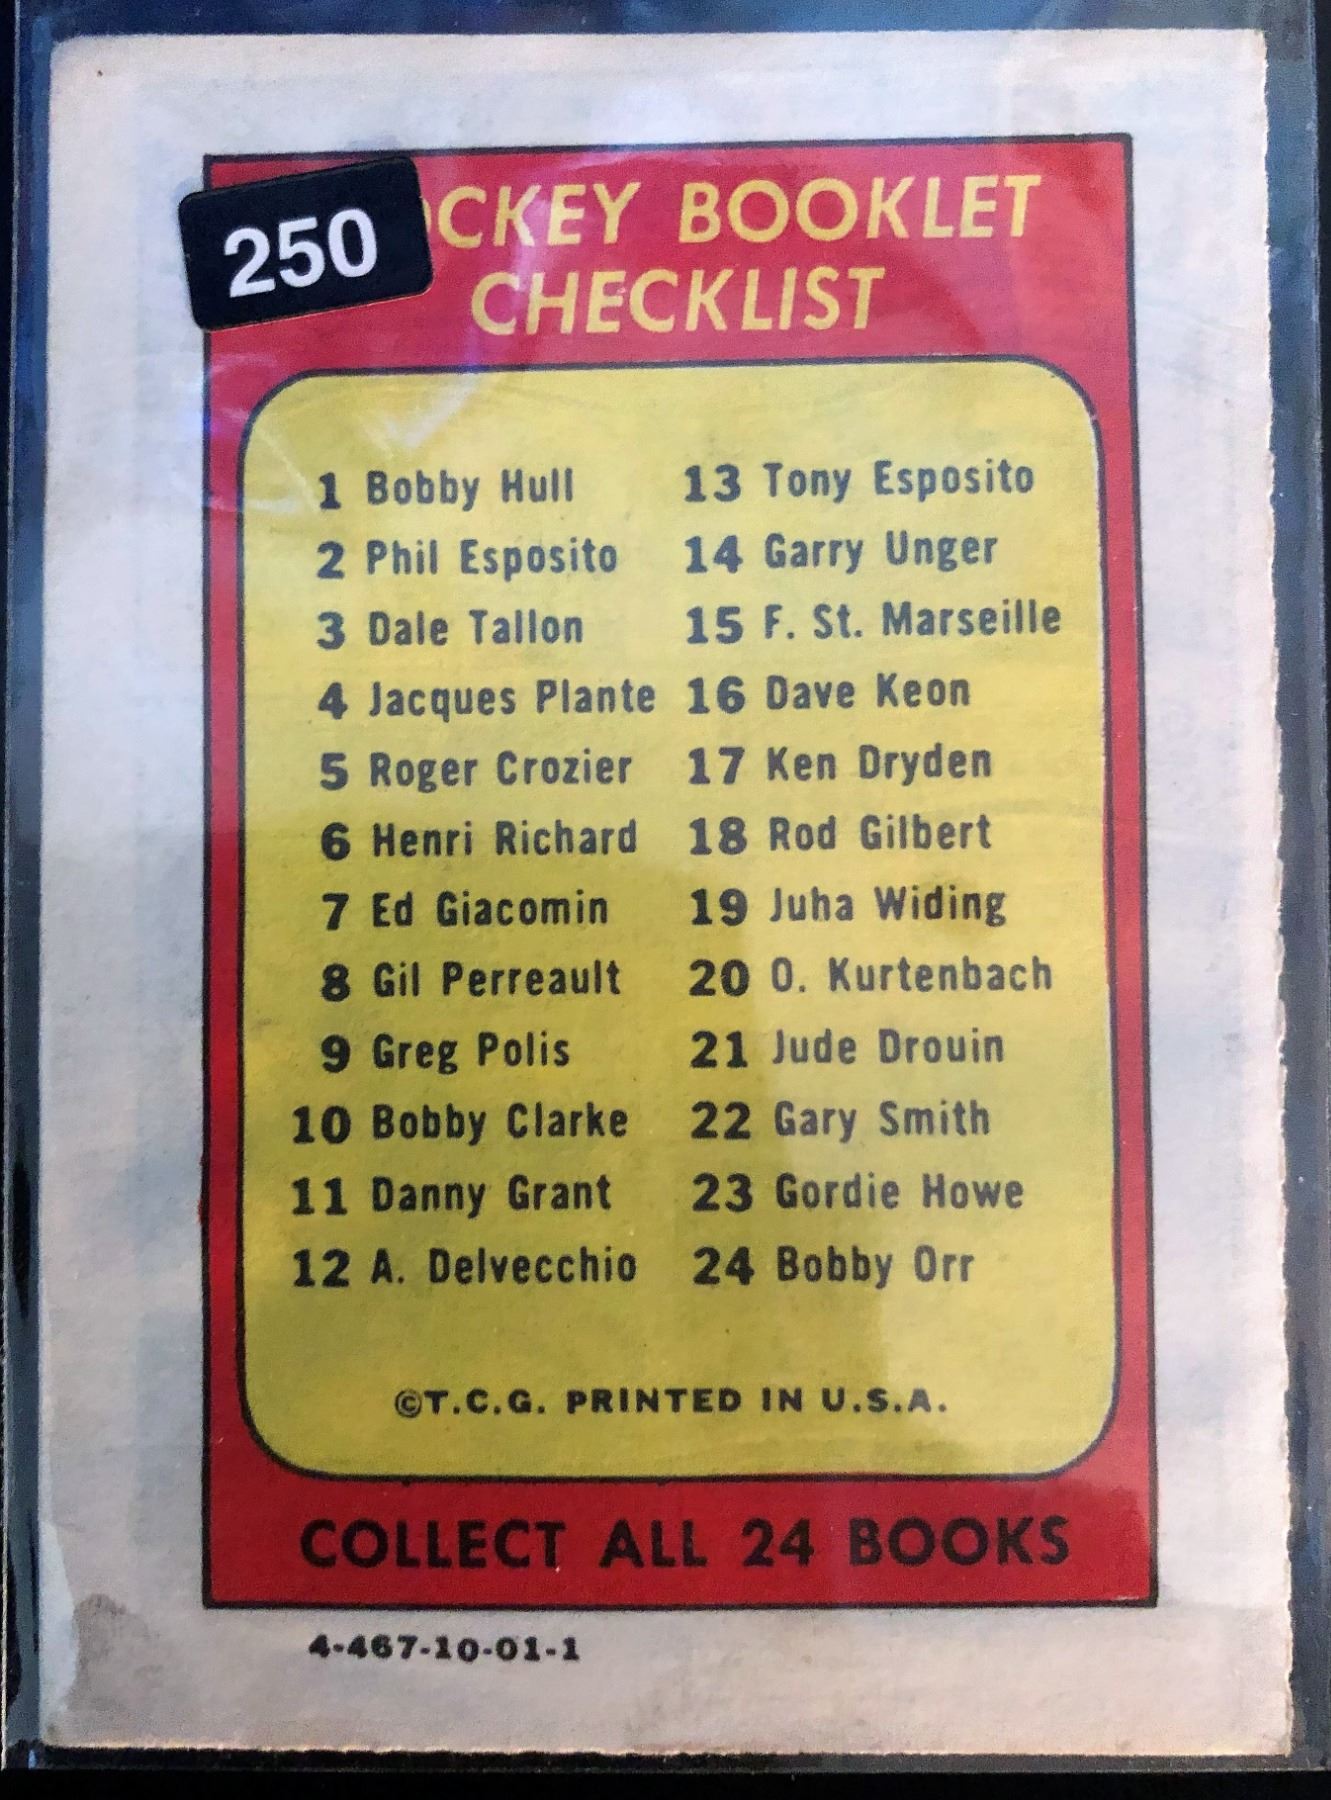 250
OCKEY BOOKLET
CHECKLIST
1 Bobby Hull
2 Phil Esposito
3 Dale Tallon
4 Jacques Plante
5 Roger Crozier
6 Henri Richard
7 Ed Giacomin
8 Gil Perreault
9 Greg Polis
10 Bobby Clarke
11 Danny Grant
12 A. Delvecchio
13 Tony Esposito
14 Garry Unger
15 F. St. Marseille
16 Dave Keon
17 Ken Dryden
18 Rod Gilbert
19 Juha Widing
20 O. Kurtenbach
21 Jude Drouin
22 Gary Smith
23 Gordie Howe
24 Bobby Orr
©T.C.G. PRINTED IN U.S.A.
COLLECT ALL 24 BOOKS
4-467-10-01-1